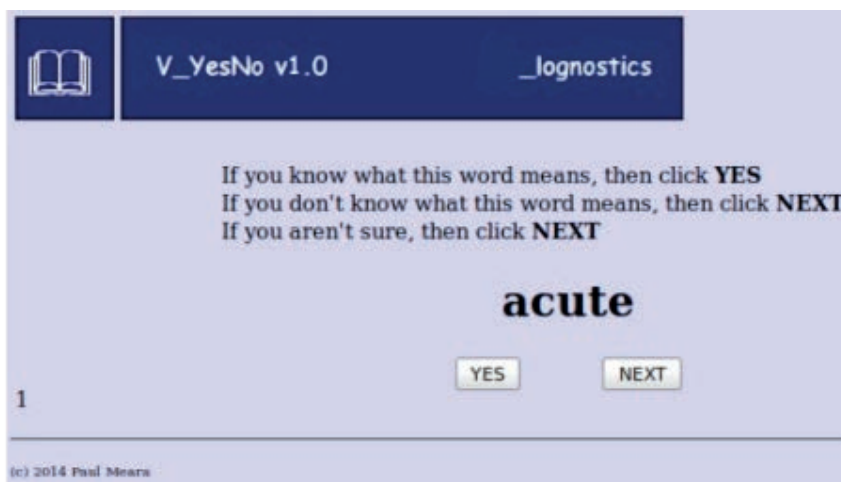 V_YesNo v1.0 _lognostics
If you know what this word means, then click YES
If you don't know what this word means, then click NEXT
If you aren't sure, then click NEXT
acute
YES NEXT
1
(c) 2014 Paul Meara